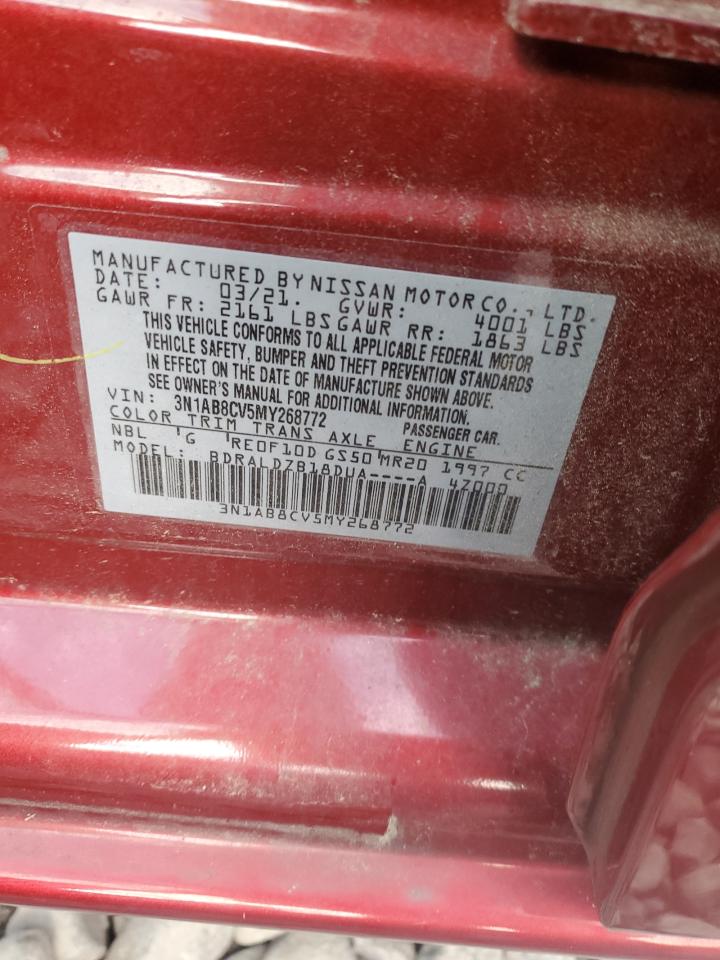 MANUFACTURED BY NISSAN MOTOR CO., LTD.
DATE: 03/21. GVWR: 4001 LBS
GAWR FR: 2161 LBS GAWR RR: 1863 LBS
THIS VEHICLE CONFORMS TO ALL APPLICABLE FEDERAL MOTOR
VEHICLE SAFETY, BUMPER AND THEFT PREVENTION STANDARDS
IN EFFECT ON THE DATE OF MANUFACTURE SHOWN ABOVE.
SEE OWNER'S MANUAL FOR ADDITIONAL INFORMATION.
VIN: 3N1AB8CV5MY268772 PASSENGER CAR
COLOR TRIM TRANS AXLE ENGINE
NBL G RE0F10D GS50 MR20 1997 CC
MODEL: BDRALDZB18DUA----A 4Z000
3N1AB8CV5MY268772